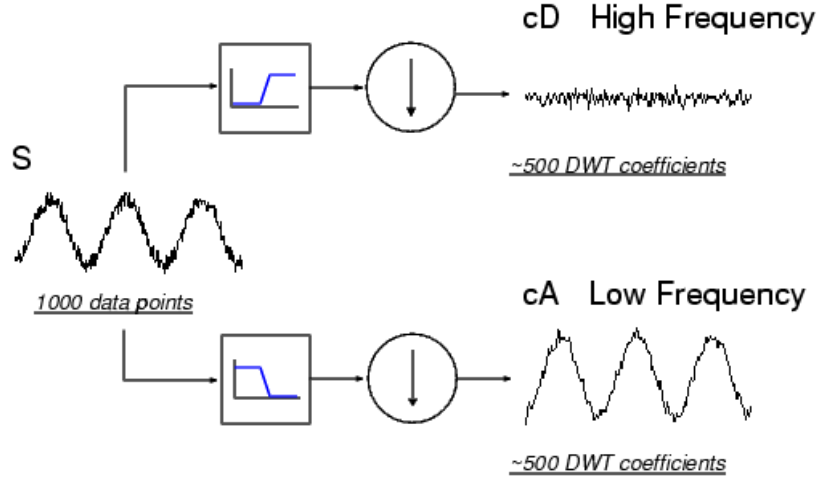 cD High Frequency
~500 DWT coefficients
S
1000 data points
cA Low Frequency
~500 DWT coefficients